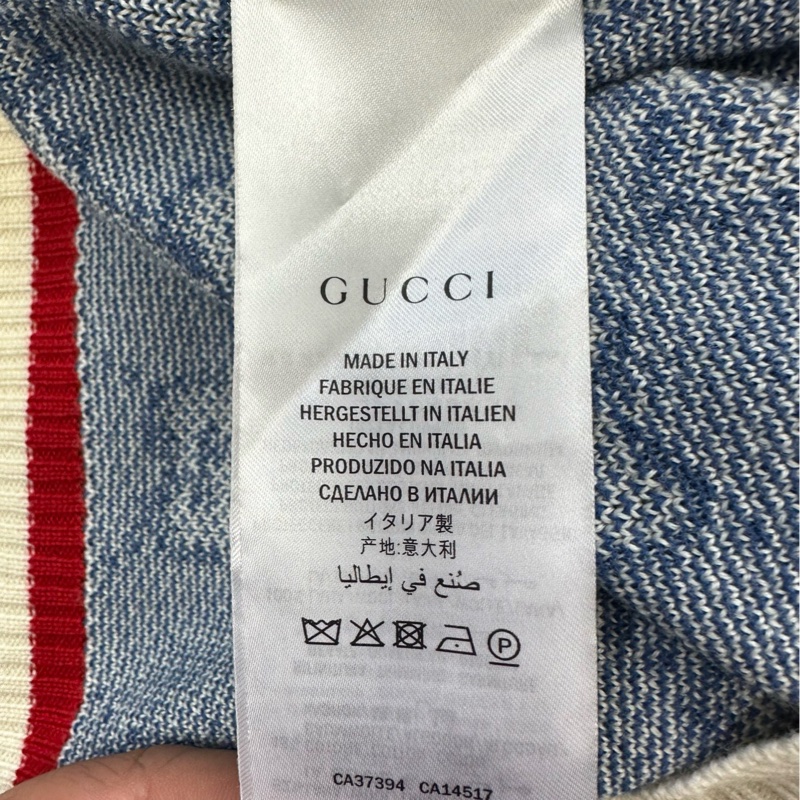 GUCCI
MADE IN ITALY
FABRIQUE EN ITALIE
HERGESTELLT IN ITALIEN
HECHO EN ITALIA
PRODUZIDO NA ITALIA
СДЕЛАНО В ИТАЛИИ
イタリア製
产地:意大利
صُنع في إيطاليا
P
CA37394 CA14517